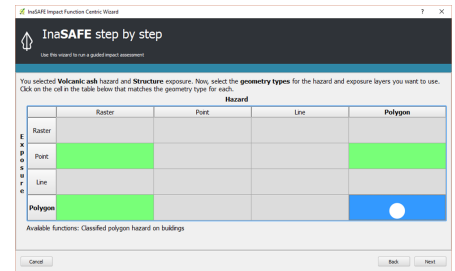 InaSAFE Impact Function Centric Wizard
InaSAFE step by step
Use this wizard to run a guided impact assessment
You selected Volcanic ash hazard and Structure exposure. Now, select the geometry types for the hazard and exposure layers you want to use.
Click on the cell in the table below that matches the geometry type for each.
Hazard
Raster Point Line Polygon
Exposure
Raster
Point
Line
Polygon
Available functions: Classified polygon hazard on buildings
Cancel Back Next